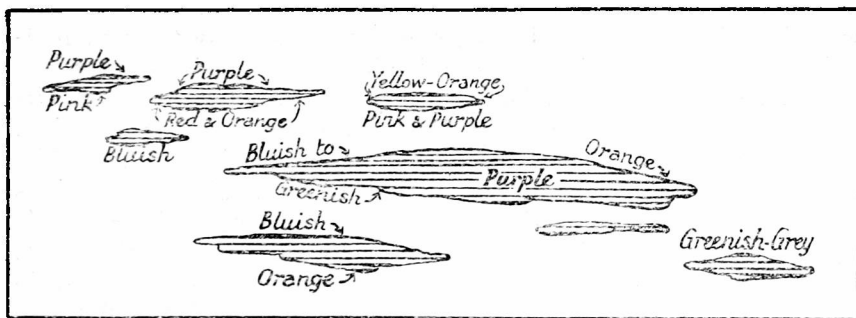 Purple
Purple
Yellow-Orange
Pink
Red & Orange
Pink & Purple
Bluish
Bluish to
Orange
Greenish
Purple
Bluish
Greenish-Grey
Orange